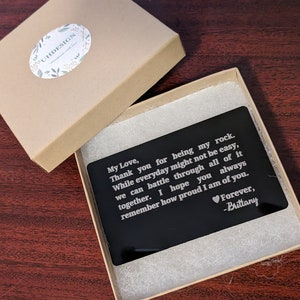 UHDESIGN
My Love,
Thank you for being my rock.
While everyday might not be easy,
we can battle through all of it
together. I hope you always
remember how proud I am of you.
♥Forever,
-Brittany